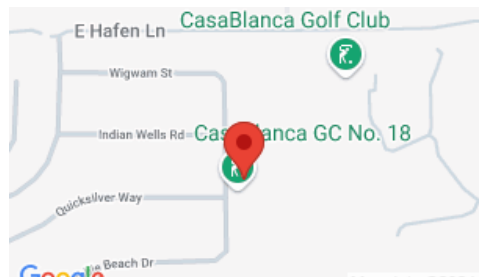 E Hafen Ln
CasaBlanca Golf Club
Wigwam St
Indian Wells Rd
CasaBlanca GC No. 18
Quicksilver Way
Beach Dr
Google